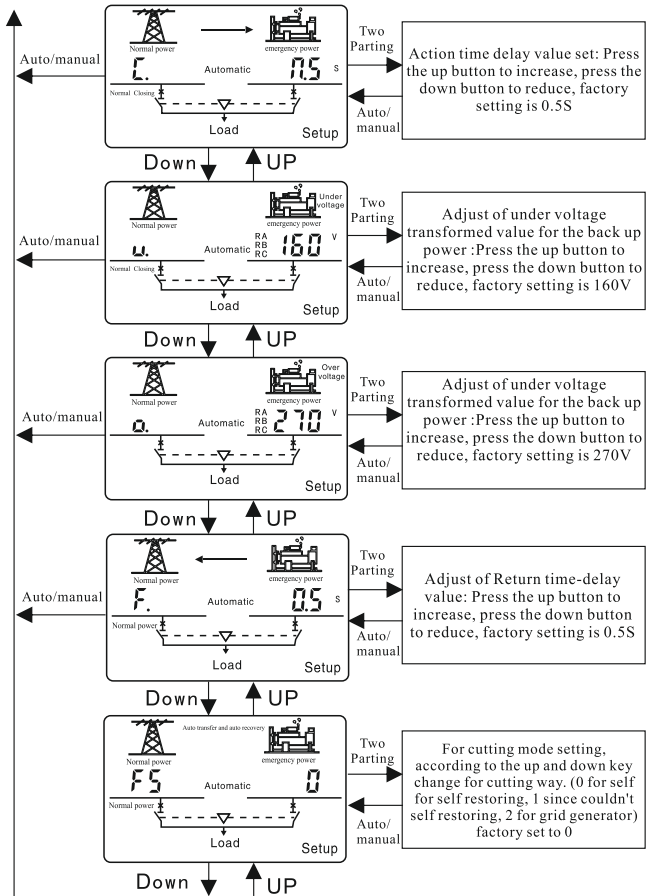 Normal power
emergency power
Two
Parting
Auto/manual
C.
Automatic
0.5 s
Normal Closing
Load
Setup
Auto/
manual
Action time delay value set: Press
the up button to increase, press the
down button to reduce, factory
setting is 0.5S
Down
UP
Under
voltage
Normal power
emergency power
Two
Parting
Auto/manual
u.
Automatic
RA
RB
RC
160 V
Normal Closing
Load
Setup
Auto/
manual
Adjust of under voltage
transformed value for the back up
power :Press the up button to
increase, press the down button to
reduce, factory setting is 160V
Down
UP
Over
voltage
Normal power
emergency power
Two
Parting
Auto/manual
o.
Automatic
RA
RB
RC
270 V
Load
Setup
Auto/
manual
Adjust of under voltage
transformed value for the back up
power :Press the up button to
increase, press the down button to
reduce, factory setting is 270V
Down
UP
Normal power
emergency power
Two
Parting
Auto/manual
F.
Automatic
0.5 s
Normal power
Load
Setup
Auto/
manual
Adjust of Return time-delay
value: Press the up button to
increase, press the down button
to reduce, factory setting is 0.5S
Down
UP
Auto transfer and auto recovery
Normal power
emergency power
Two
Parting
FS
Automatic
0
Normal power
Load
Setup
Auto/
manual
For cutting mode setting,
according to the up and down key
change for cutting way. (0 for self
for self restoring, 1 since couldn't
self restoring, 2 for grid generator)
factory set to 0
Down
UP